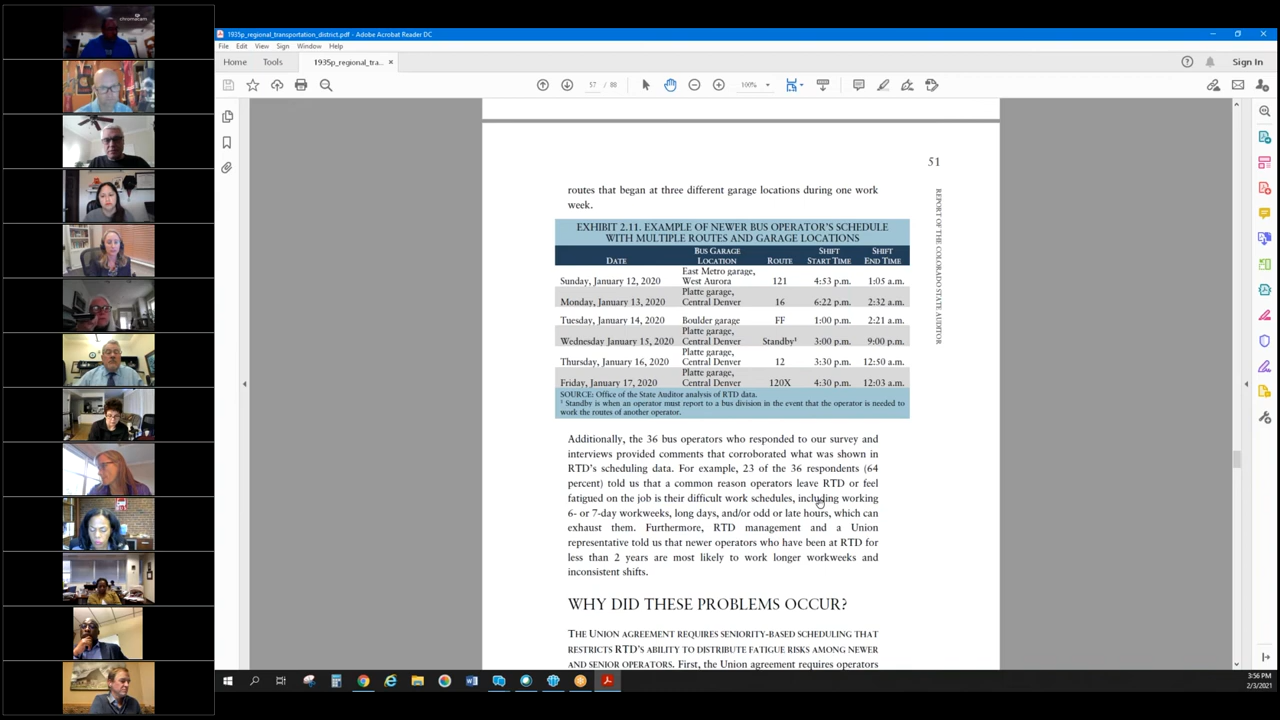 chromacam
1935p_regional_transportation_district.pdf - Adobe Acrobat Reader DC
File Edit View Sign Window Help
Home Tools 1935p_regional_tra... × Sign In
57 / 88 100%
51
REPORT OF THE COLORADO STATE AUDITOR
routes that began at three different garage locations during one work
week.
EXHIBIT 2.11. EXAMPLE OF NEWER BUS OPERATOR'S SCHEDULE
WITH MULTIPLE ROUTES AND GARAGE LOCATIONS
DATE BUS GARAGE LOCATION ROUTE SHIFT START TIME SHIFT END TIME
Sunday, January 12, 2020 East Metro garage, West Aurora 121 4:53 p.m. 1:05 a.m.
Monday, January 13, 2020 Platte garage, Central Denver 16 6:22 p.m. 2:32 a.m.
Tuesday, January 14, 2020 Boulder garage FF 1:00 p.m. 2:21 a.m.
Wednesday January 15, 2020 Platte garage, Central Denver Standby¹ 3:00 p.m. 9:00 p.m.
Thursday, January 16, 2020 Platte garage, Central Denver 12 3:30 p.m. 12:50 a.m.
Friday, January 17, 2020 Platte garage, Central Denver 120X 4:30 p.m. 12:03 a.m.
SOURCE: Office of the State Auditor analysis of RTD data.
¹ Standby is when an operator must report to a bus division in the event that the operator is needed to
work the routes of another operator.
Additionally, the 36 bus operators who responded to our survey and
interviews provided comments that corroborated what was shown in
RTD's scheduling data. For example, 23 of the 36 respondents (64
percent) told us that a common reason operators leave RTD or feel
fatigued on the job is their difficult work schedules, including working
6- or 7-day workweeks, long days, and/or odd or late hours, which can
exhaust them. Furthermore, RTD management and a Union
representative told us that newer operators who have been at RTD for
less than 2 years are most likely to work longer workweeks and
inconsistent shifts.
WHY DID THESE PROBLEMS OCCUR?
THE UNION AGREEMENT REQUIRES SENIORITY-BASED SCHEDULING THAT
RESTRICTS RTD'S ABILITY TO DISTRIBUTE FATIGUE RISKS AMONG NEWER
AND SENIOR OPERATORS. First, the Union agreement requires operators
3:56 PM
2/3/2021